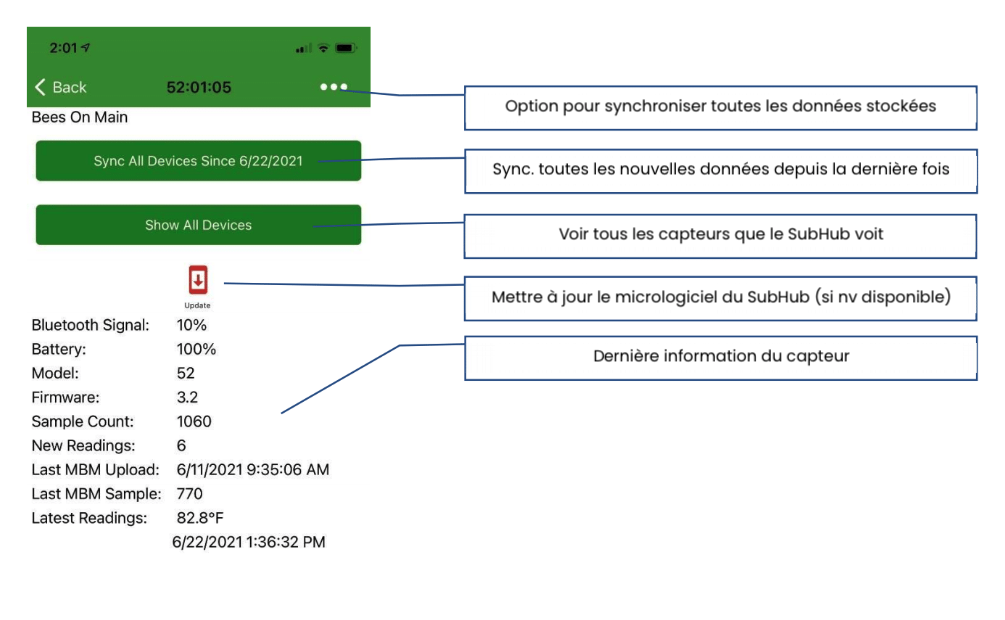 2:01
Back 52:01:05
Bees On Main
Sync All Devices Since 6/22/2021
Show All Devices
Update
Bluetooth Signal: 10%
Battery: 100%
Model: 52
Firmware: 3.2
Sample Count: 1060
New Readings: 6
Last MBM Upload: 6/11/2021 9:35:06 AM
Last MBM Sample: 770
Latest Readings: 82.8°F
6/22/2021 1:36:32 PM
Option pour synchroniser toutes les données stockées
Sync. toutes les nouvelles données depuis la dernière fois
Voir tous les capteurs que le SubHub voit
Mettre à jour le micrologiciel du SubHub (si nv disponible)
Dernière information du capteur